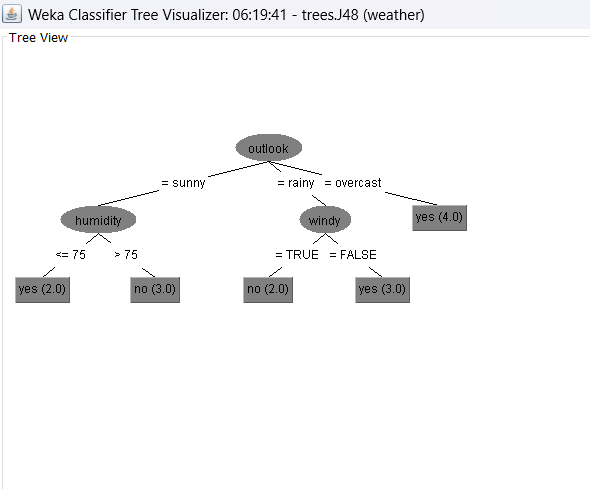 Weka Classifier Tree Visualizer: 06:19:41 - trees.J48 (weather)
Tree View
outlook
= sunny
= rainy
= overcast
humidity
windy
yes (4.0)
<= 75
> 75
= TRUE
= FALSE
yes (2.0)
no (3.0)
no (2.0)
yes (3.0)